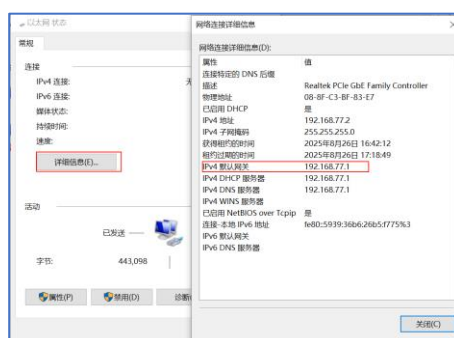 以太网 状态
常规
连接
IPv4 连接:
IPv6 连接:
媒体状态:
持续时间:
速度:
详细信息(E)...
活动
已发送
字节:
443,098
属性(P)
禁用(D)
诊断
网络连接详细信息
网络连接详细信息(D):
属性 值
连接特定的 DNS 后缀
描述 Realtek PCIe GbE Family Controller
物理地址 08-8F-C3-BF-83-E7
已启用 DHCP 是
IPv4 地址 192.168.77.2
IPv4 子网掩码 255.255.255.0
获得租约的时间 2025年8月26日 16:42:12
租约过期的时间 2025年8月26日 17:18:49
IPv4 默认网关 192.168.77.1
IPv4 DHCP 服务器 192.168.77.1
IPv4 DNS 服务器 192.168.77.1
IPv4 WINS 服务器
已启用 NetBIOS over Tcpip 是
连接-本地 IPv6 地址 fe80::5939:36b6:26b5:f775%3
IPv6 默认网关
IPv6 DNS 服务器
关闭(C)